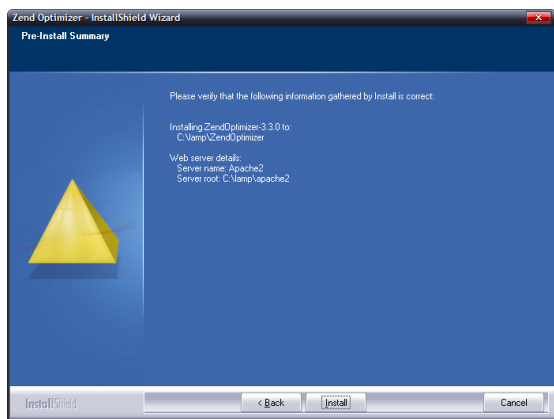 Zend Optimizer - InstallShield Wizard
Pre-Install Summary
Please verify that the following information gathered by Install is correct:
Installing ZendOptimizer-3.3.0 to:
C:\lamp\ZendOptimizer
Web server details:
Server name: Apache2
Server root: C:\lamp\apache2
InstallShield
< Back
Install
Cancel